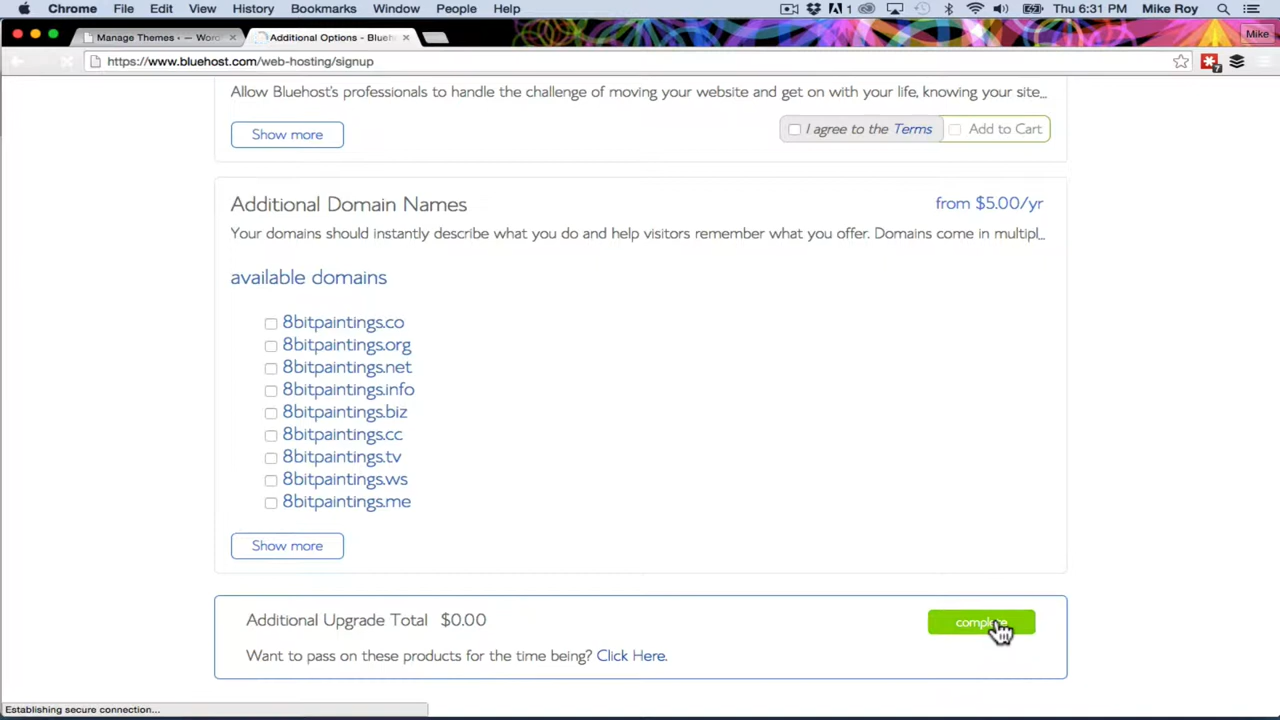 Chrome File Edit View History Bookmarks Window People Help 1 Thu 6:31 PM Mike Roy
Manage Themes ‹ — Word Additional Options - Blueh Mike
https://www.bluehost.com/web-hosting/signup 7
Allow Bluehost's professionals to handle the challenge of moving your website and get on with your life, knowing your site...
Show more I agree to the Terms Add to Cart
Additional Domain Names from $5.00/yr
Your domains should instantly describe what you do and help visitors remember what you offer. Domains come in multipl...
available domains
8bitpaintings.co
8bitpaintings.org
8bitpaintings.net
8bitpaintings.info
8bitpaintings.biz
8bitpaintings.cc
8bitpaintings.tv
8bitpaintings.ws
8bitpaintings.me
Show more
Additional Upgrade Total $0.00 complete
Want to pass on these products for the time being? Click Here.
Establishing secure connection...